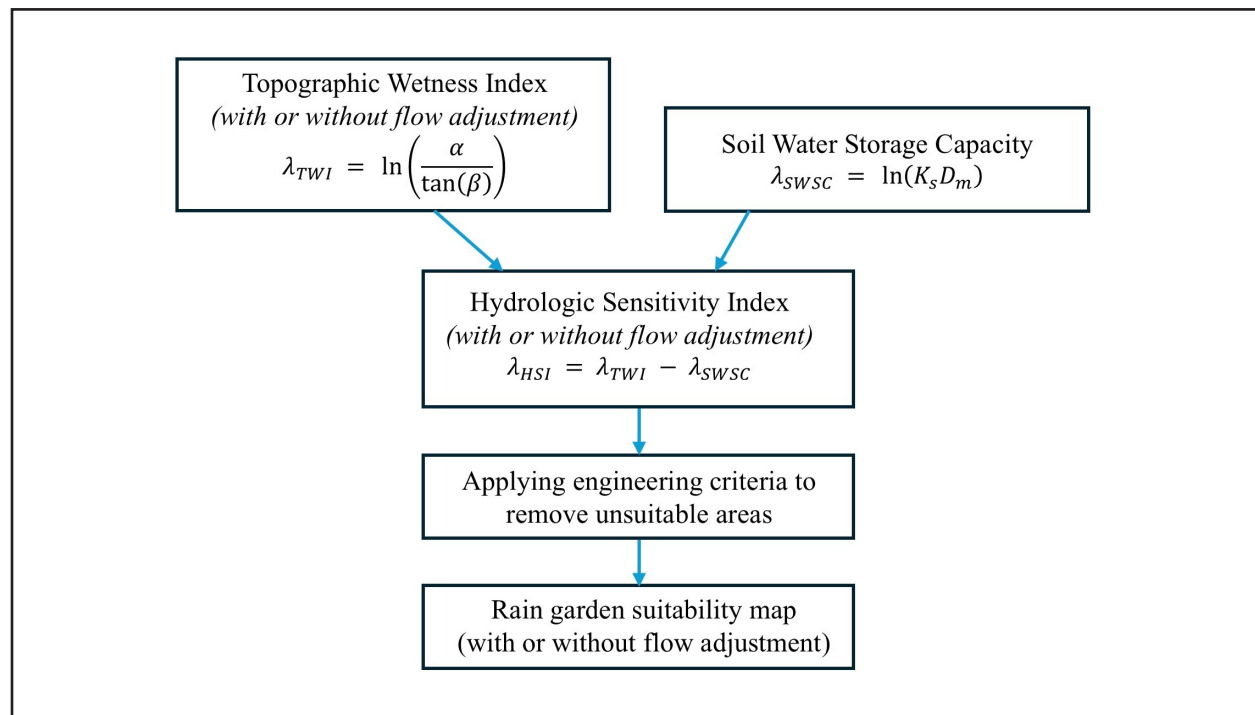 Topographic Wetness Index
(with or without flow adjustment)
λ_TWI = ln(α/tan(β))
Soil Water Storage Capacity
λ_SWSC = ln(K_sD_m)
Hydrologic Sensitivity Index
(with or without flow adjustment)
λ_HSI = λ_TWI − λ_SWSC
Applying engineering criteria to
remove unsuitable areas
Rain garden suitability map
(with or without flow adjustment)